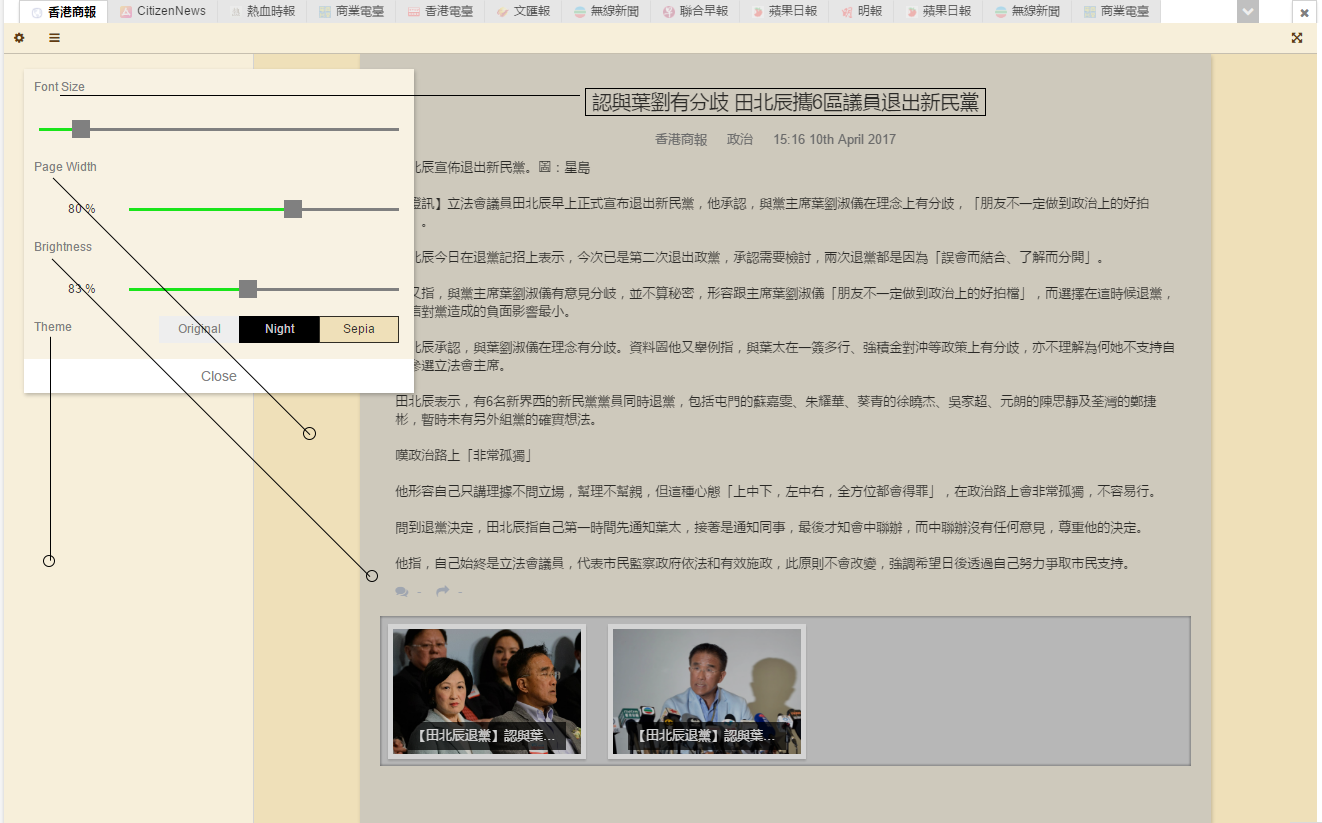 香港商報 CitizenNews 熱血時報 商業電臺 香港電臺 文匯報 無線新聞 聯合早報 蘋果日報 明報 蘋果日報 無線新聞 商業電臺
Font Size
Page Width
80 %
Brightness
83 %
Theme Original Night Sepia
Close
認與葉劉有分歧 田北辰攜6區議員退出新民黨
香港商報 政治 15:16 10th April 2017
北辰宣佈退出新民黨。圖：星島
訊】立法會議員田北辰早上正式宣布退出新民黨，他承認，與黨主席葉劉淑儀在理念上有分歧，「朋友不一定做到政治上的好拍
。
北辰今日在退黨記招上表示，今次已是第二次退出政黨，承認需要檢討，兩次退黨都是因為「誤會而結合、了解而分開」。
又指，與黨主席葉劉淑儀有意見分岐，並不算秘密，形容跟主席葉劉淑儀「朋友不一定做到政治上的好拍檔」，而選擇在這時候退黨，
信對黨造成的負面影響最小。
北辰承認，與葉劉淑儀在理念有分歧。資料圖他又舉例指，與葉太在一簽多行、強積金對沖等政策上有分歧，亦不理解為何她不支持自
參選立法會主席。
田北辰表示，有6名新界西的新民黨黨員同時退黨，包括屯門的蘇嘉雯、朱耀華、葵青的徐曉杰、吳家超、元朗的陳思靜及荃灣的鄭捷
彬，暫時未有另外組黨的確實想法。
嘆政治路上「非常孤獨」
他形容自己只講理據不問立場，幫理不幫親，但這種心態「上中下，左中右，全方位都會得罪」，在政治路上會非常孤獨，不容易行。
問到退黨決定，田北辰指自己第一時間先通知葉太，接著是通知同事，最後才知會中聯辦，而中聯辦沒有任何意見，尊重他的決定。
他指，自己始終是立法會議員，代表市民監察政府依法和有效施政，此原則不會改變，強調希望日後透過自己努力爭取市民支持。
- -
【田北辰退黨】認與葉... 【田北辰退黨】認與葉...